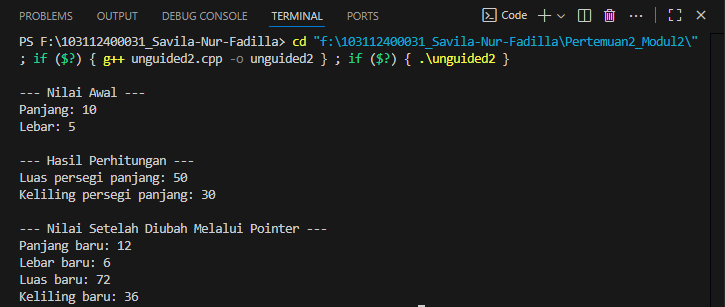 PROBLEMS OUTPUT DEBUG CONSOLE TERMINAL PORTS Code
PS F:\103112400031_Savila-Nur-Fadilla> cd "f:\103112400031_Savila-Nur-Fadilla\Pertemuan2_Modul2\"
; if ($?) { g++ unguided2.cpp -o unguided2 } ; if ($?) { .\unguided2 }
--- Nilai Awal ---
Panjang: 10
Lebar: 5
--- Hasil Perhitungan ---
Luas persegi panjang: 50
Keliling persegi panjang: 30
--- Nilai Setelah Diubah Melalui Pointer ---
Panjang baru: 12
Lebar baru: 6
Luas baru: 72
Keliling baru: 36